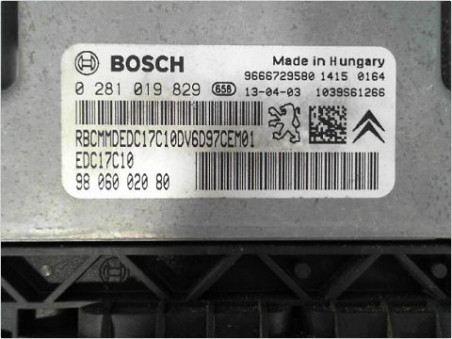 BOSCH
Made in Hungary
9666729580 1415 0164
0 281 019 829 658 13-04-03 1039S61266
RBCMMDEDC17C10DV6D97CEM01
EDC17C10
98 060 020 80